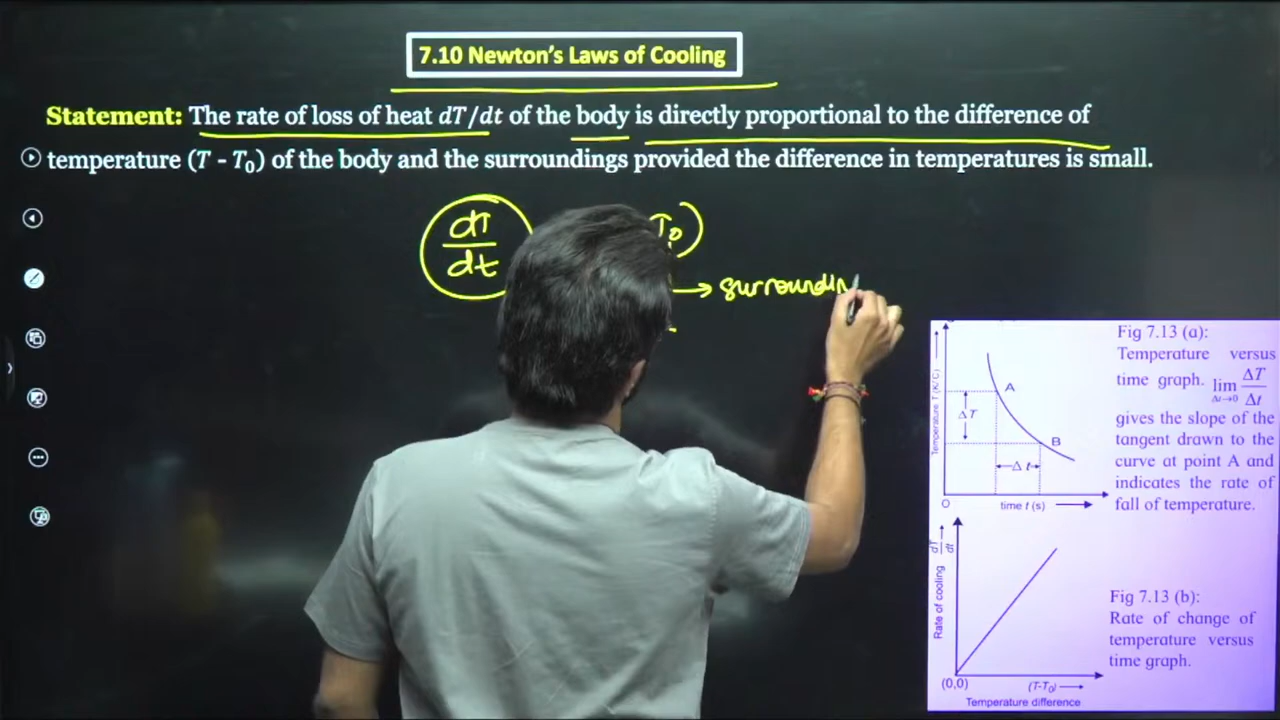 7.10 Newton's Laws of Cooling
Statement: The rate of loss of heat dT/dt of the body is directly proportional to the difference of
temperature (T - T₀) of the body and the surroundings provided the difference in temperatures is small.
dT
dt
T₀)
→ surroundin
Temperature T (K/°C)
A
ΔT
B
Δt
O
time t (s)
Fig 7.13 (a):
Temperature versus
time graph. lim Δt→0 ΔT/Δt
gives the slope of the
tangent drawn to the
curve at point A and
indicates the rate of
fall of temperature.
Rate of cooling dT/dt
(0,0)
(T-T₀)
Temperature difference
Fig 7.13 (b):
Rate of change of
temperature versus
time graph.